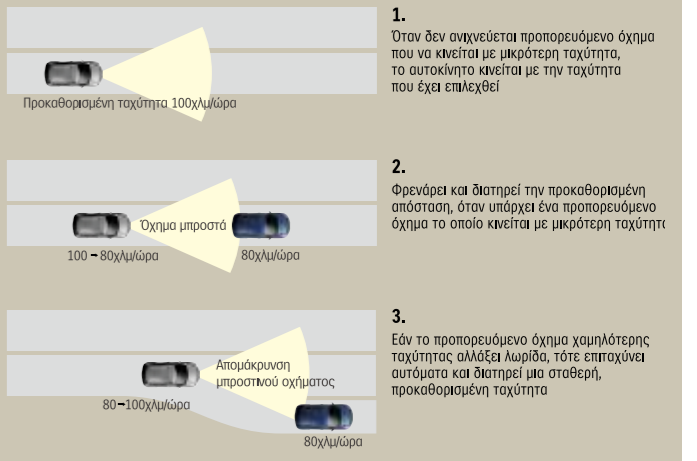 1.
Όταν δεν ανιχνεύεται προπορευόμενο όχημα
που να κινείται με μικρότερη ταχύτητα,
το αυτοκίνητο κινείται με την ταχύτητα
που έχει επιλεχθεί
Προκαθορισμένη ταχύτητα 100χλμ/ώρα
2.
Φρενάρει και διατηρεί την προκαθορισμένη
απόσταση, όταν υπάρχει ένα προπορευόμενο
όχημα το οποίο κινείται με μικρότερη ταχύτητα
Όχημα μπροστά
100→80χλμ/ώρα
80χλμ/ώρα
3.
Εάν το προπορευόμενο όχημα χαμηλότερης
ταχύτητας αλλάξει λωρίδα, τότε επιταχύνει
αυτόματα και διατηρεί μια σταθερή,
προκαθορισμένη ταχύτητα
Απομάκρυνση
μπροστινού οχήματος
80→100χλμ/ώρα
80χλμ/ώρα